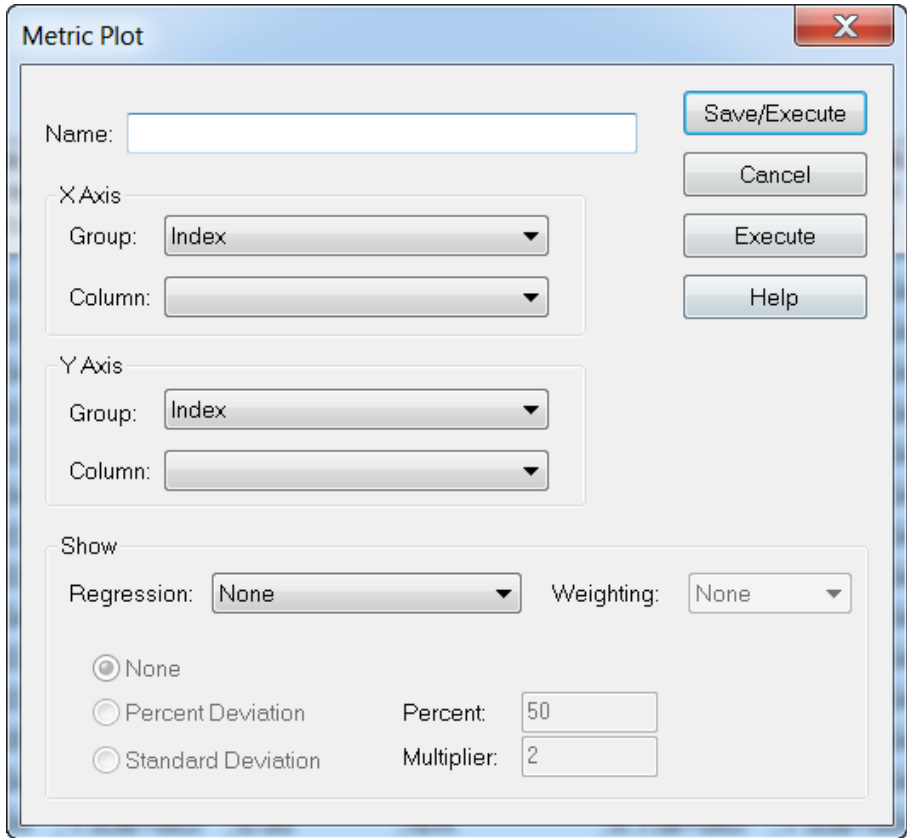 Metric Plot
Name:
Save/Execute
Cancel
X Axis
Group: Index
Execute
Column:
Help
Y Axis
Group: Index
Column:
Show
Regression: None Weighting: None
None
Percent Deviation Percent: 50
Standard Deviation Multiplier: 2